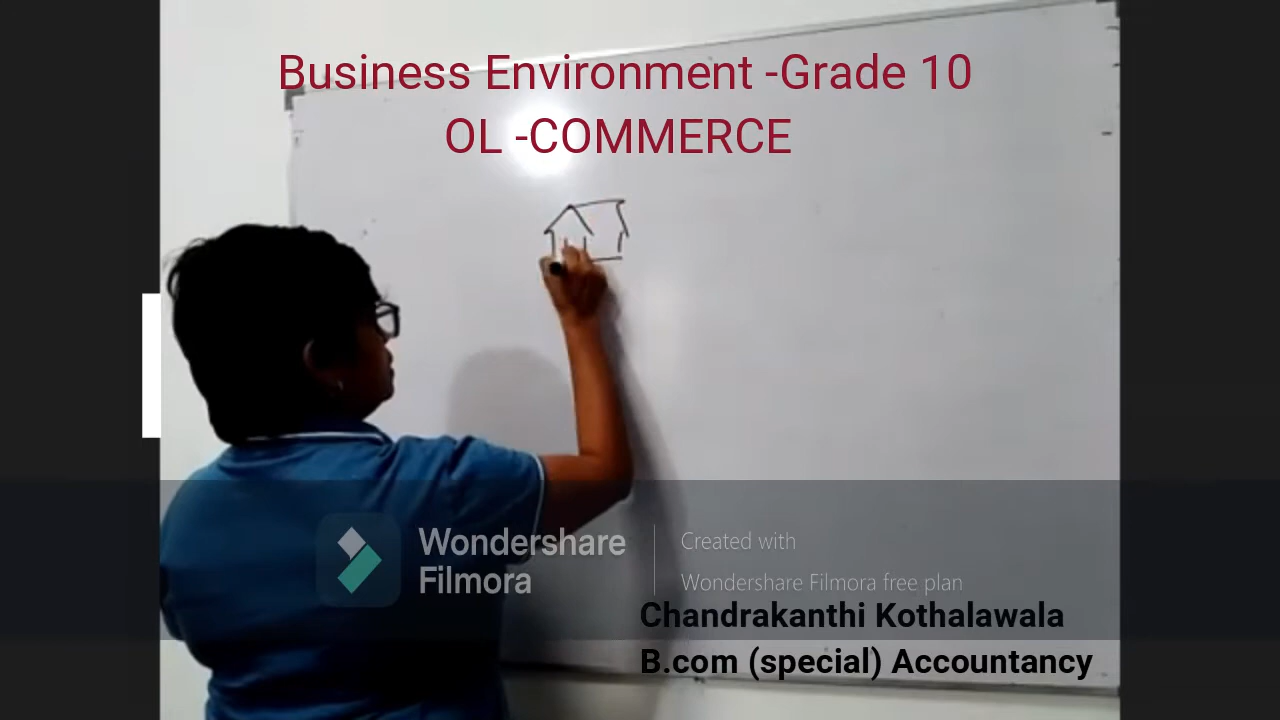 Business Environment -Grade 10
OL -COMMERCE
Wondershare
Filmora
Created with
Wondershare Filmora free plan
Chandrakanthi Kothalawala
B.com (special) Accountancy